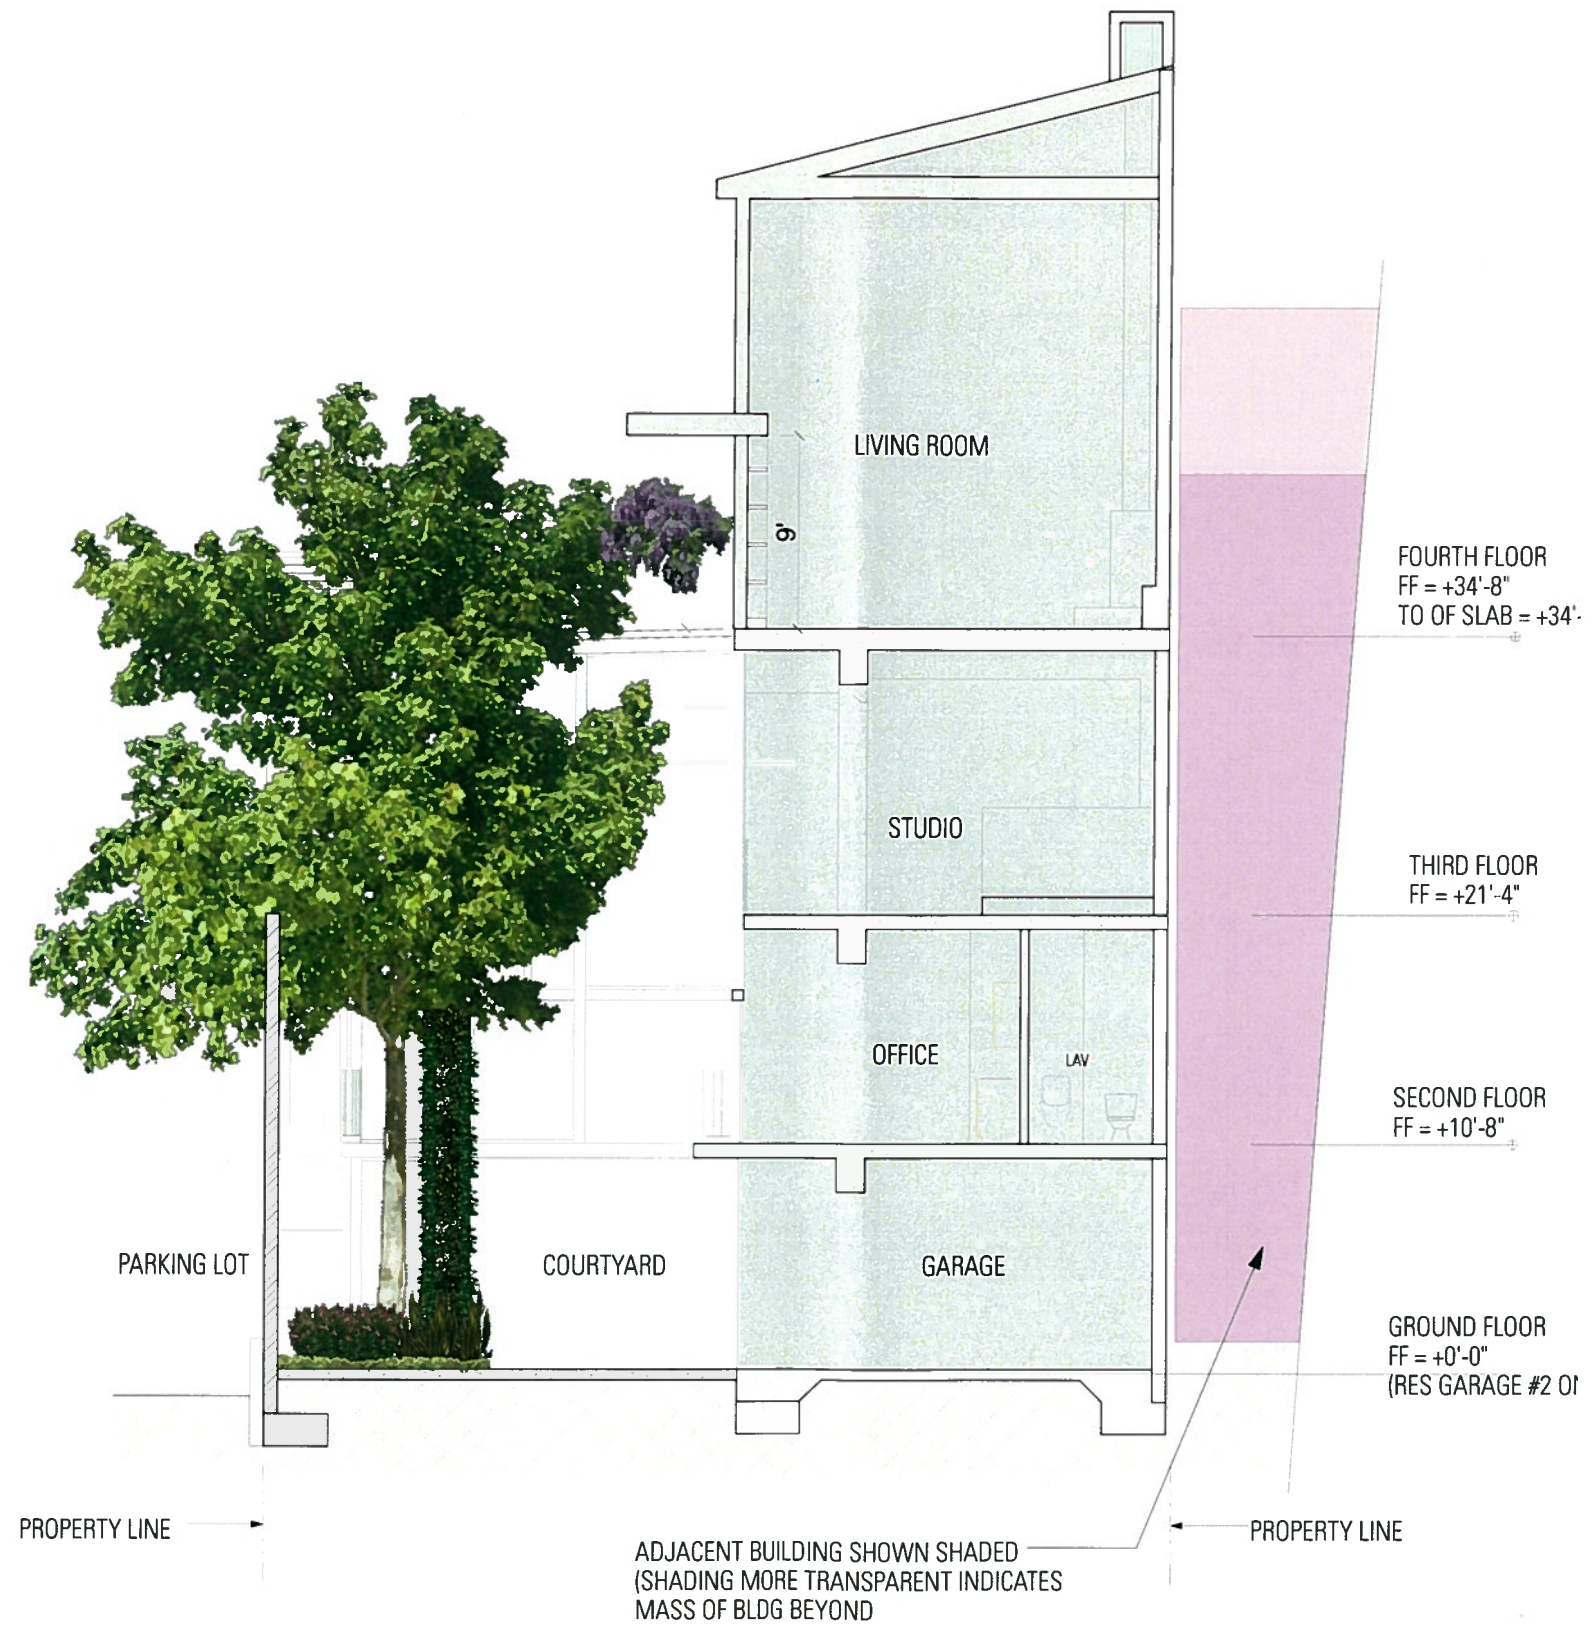 LIVING ROOM
9'
FOURTH FLOOR
FF = +34'-8"
TO OF SLAB = +34'-
STUDIO
THIRD FLOOR
FF = +21'-4"
OFFICE
LAV
SECOND FLOOR
FF = +10'-8"
PARKING LOT
COURTYARD
GARAGE
GROUND FLOOR
FF = +0'-0"
(RES GARAGE #2
PROPERTY LINE
PROPERTY LINE
ADJACENT BUILDING SHOWN SHADED
(SHADING MORE TRANSPARENT INDICATES
MASS OF BLDG BEYOND